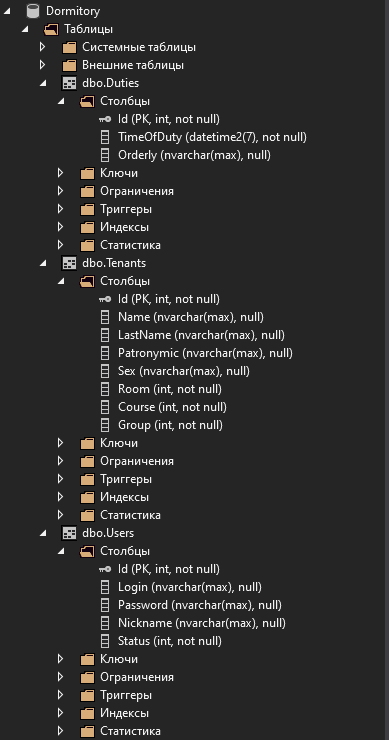 Dormitory
Таблицы
Системные таблицы
Внешние таблицы
dbo.Duties
Столбцы
Id (PK, int, not null)
TimeOfDuty (datetime2(7), not null)
Orderly (nvarchar(max), null)
Ключи
Ограничения
Триггеры
Индексы
Статистика
dbo.Tenants
Столбцы
Id (PK, int, not null)
Name (nvarchar(max), null)
LastName (nvarchar(max), null)
Patronymic (nvarchar(max), null)
Sex (nvarchar(max), null)
Room (int, not null)
Course (int, not null)
Group (int, not null)
Ключи
Ограничения
Триггеры
Индексы
Статистика
dbo.Users
Столбцы
Id (PK, int, not null)
Login (nvarchar(max), null)
Password (nvarchar(max), null)
Nickname (nvarchar(max), null)
Status (int, not null)
Ключи
Ограничения
Триггеры
Индексы
Статистика